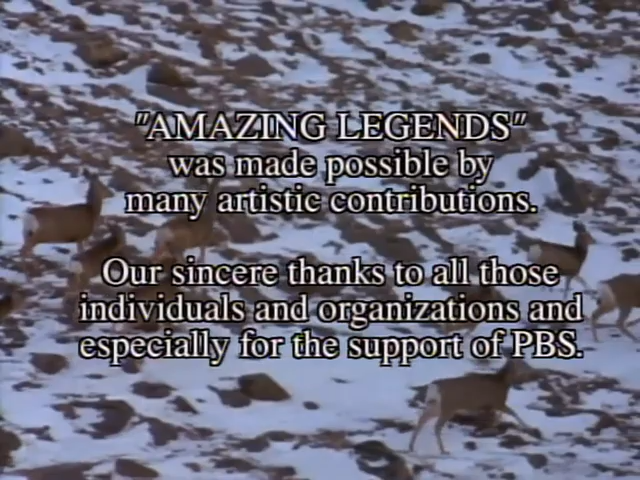 "AMAZING LEGENDS"
was made possible by
many artistic contributions.
Our sincere thanks to all those
individuals and organizations and
especially for the support of PBS.